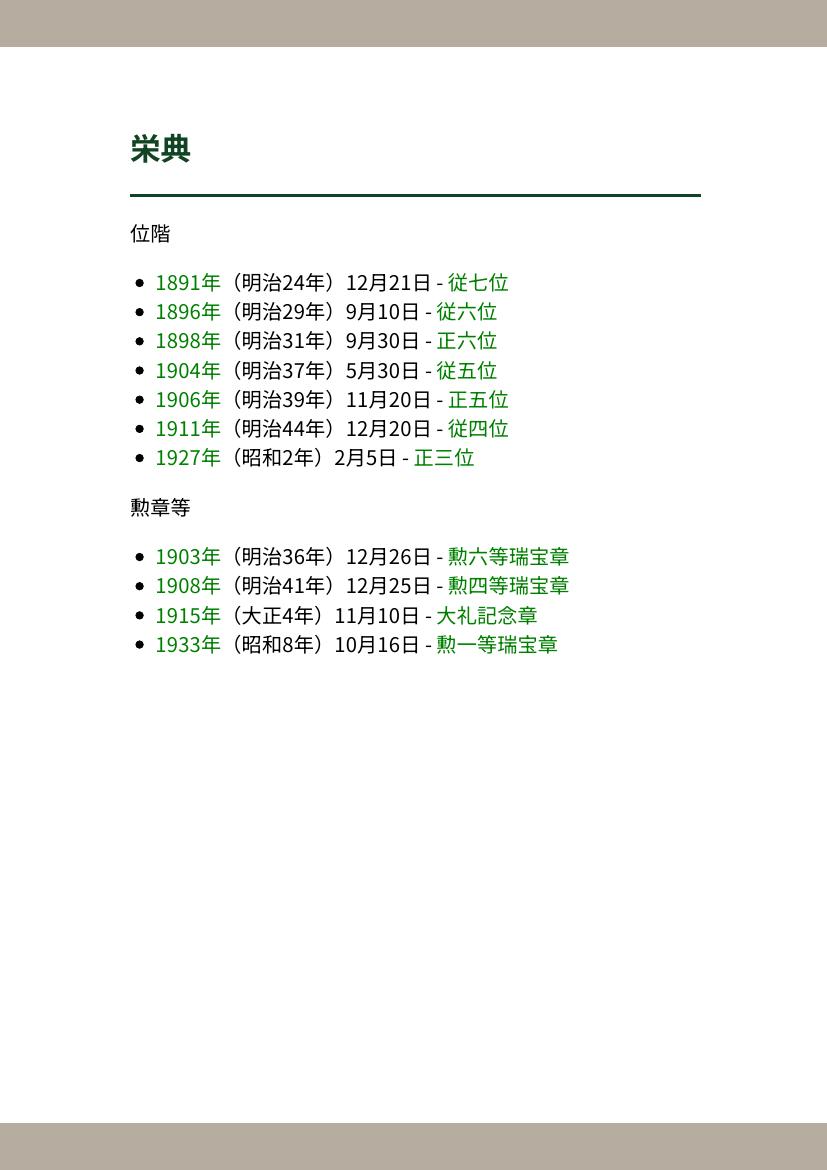 栄典
位階
• 1891年（明治24年）12月21日 - 従七位
• 1896年（明治29年）9月10日 - 従六位
• 1898年（明治31年）9月30日 - 正六位
• 1904年（明治37年）5月30日 - 従五位
• 1906年（明治39年）11月20日 - 正五位
• 1911年（明治44年）12月20日 - 従四位
• 1927年（昭和2年）2月5日 - 正三位
勲章等
• 1903年（明治36年）12月26日 - 勲六等瑞宝章
• 1908年（明治41年）12月25日 - 勲四等瑞宝章
• 1915年（大正4年）11月10日 - 大礼記念章
• 1933年（昭和8年）10月16日 - 勲一等瑞宝章